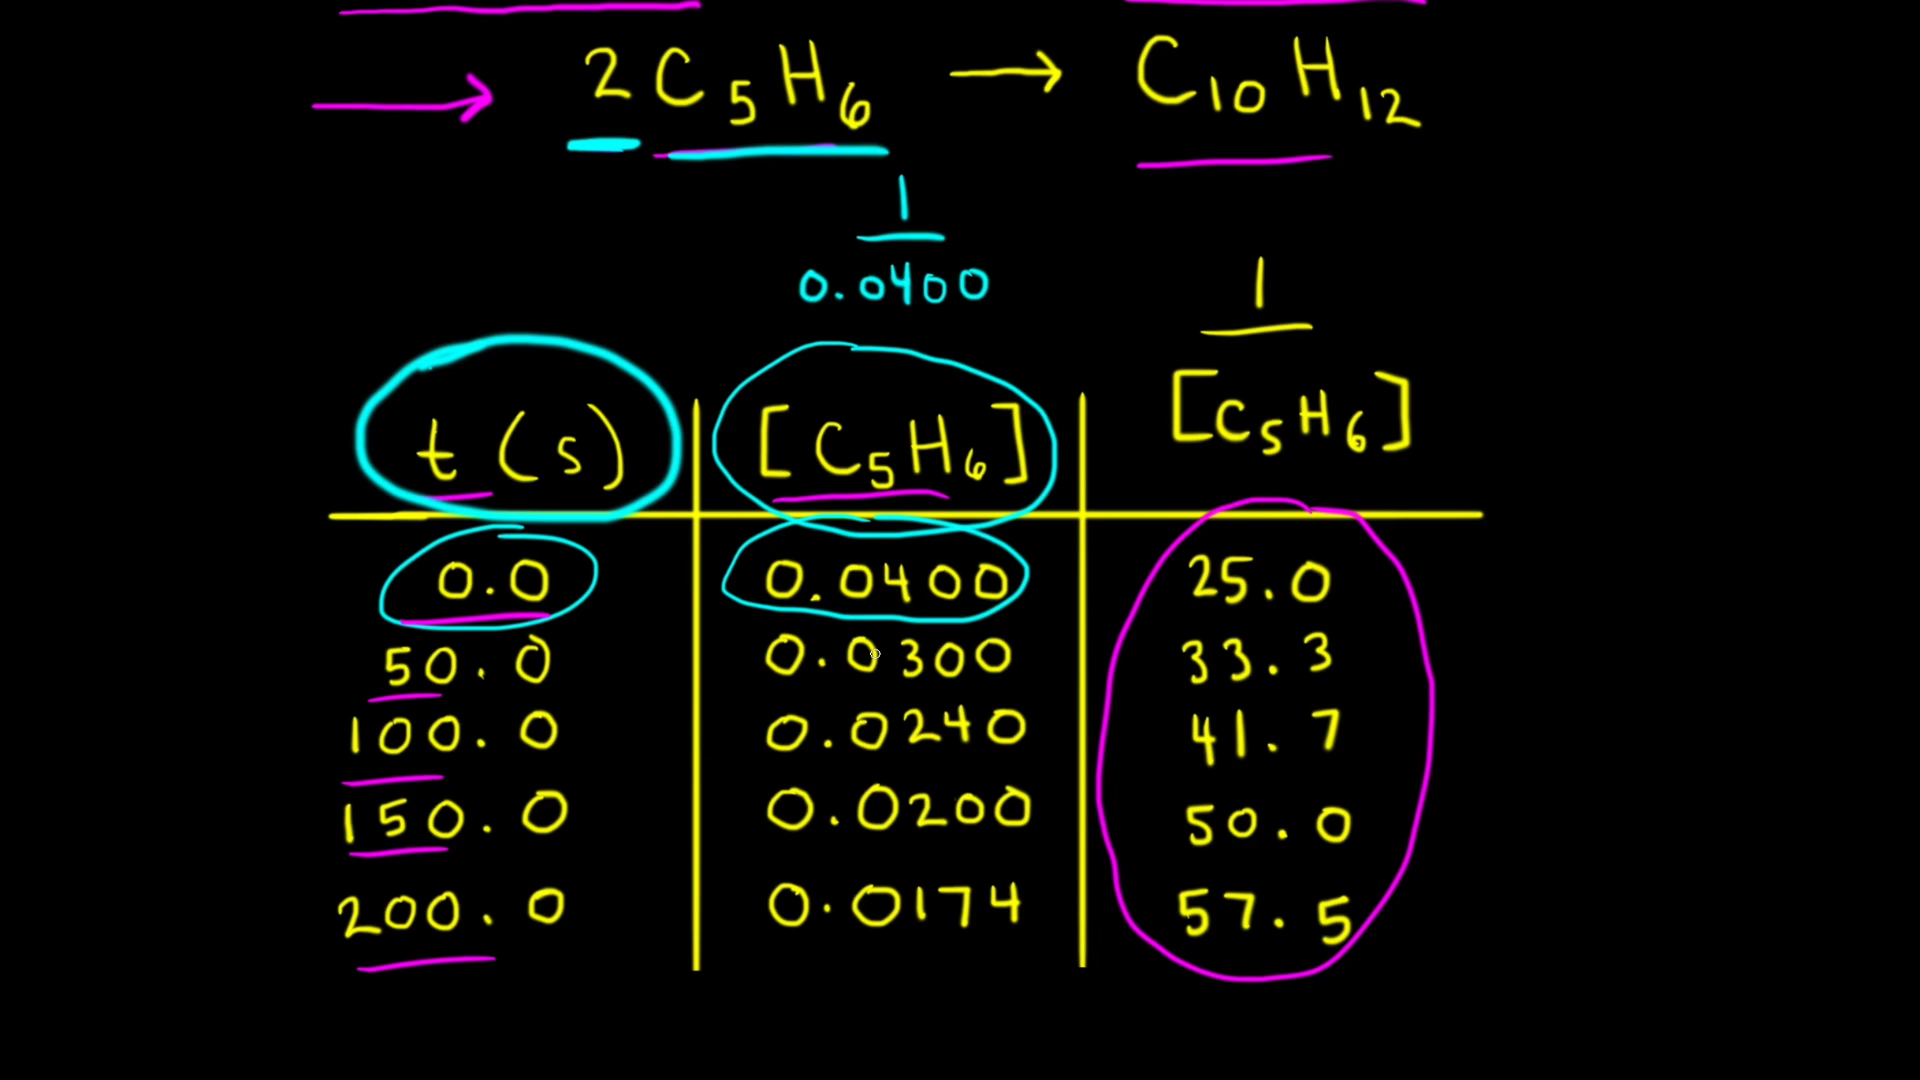 2C₅H₆ → C₁₀H₁₂
1
0.0400
1
t (s) [C₅H₆] [C₅H₆]
0.0 0.0400 25.0
50.0 0.0300 33.3
100.0 0.0240 41.7
150.0 0.0200 50.0
200.0 0.0174 57.5